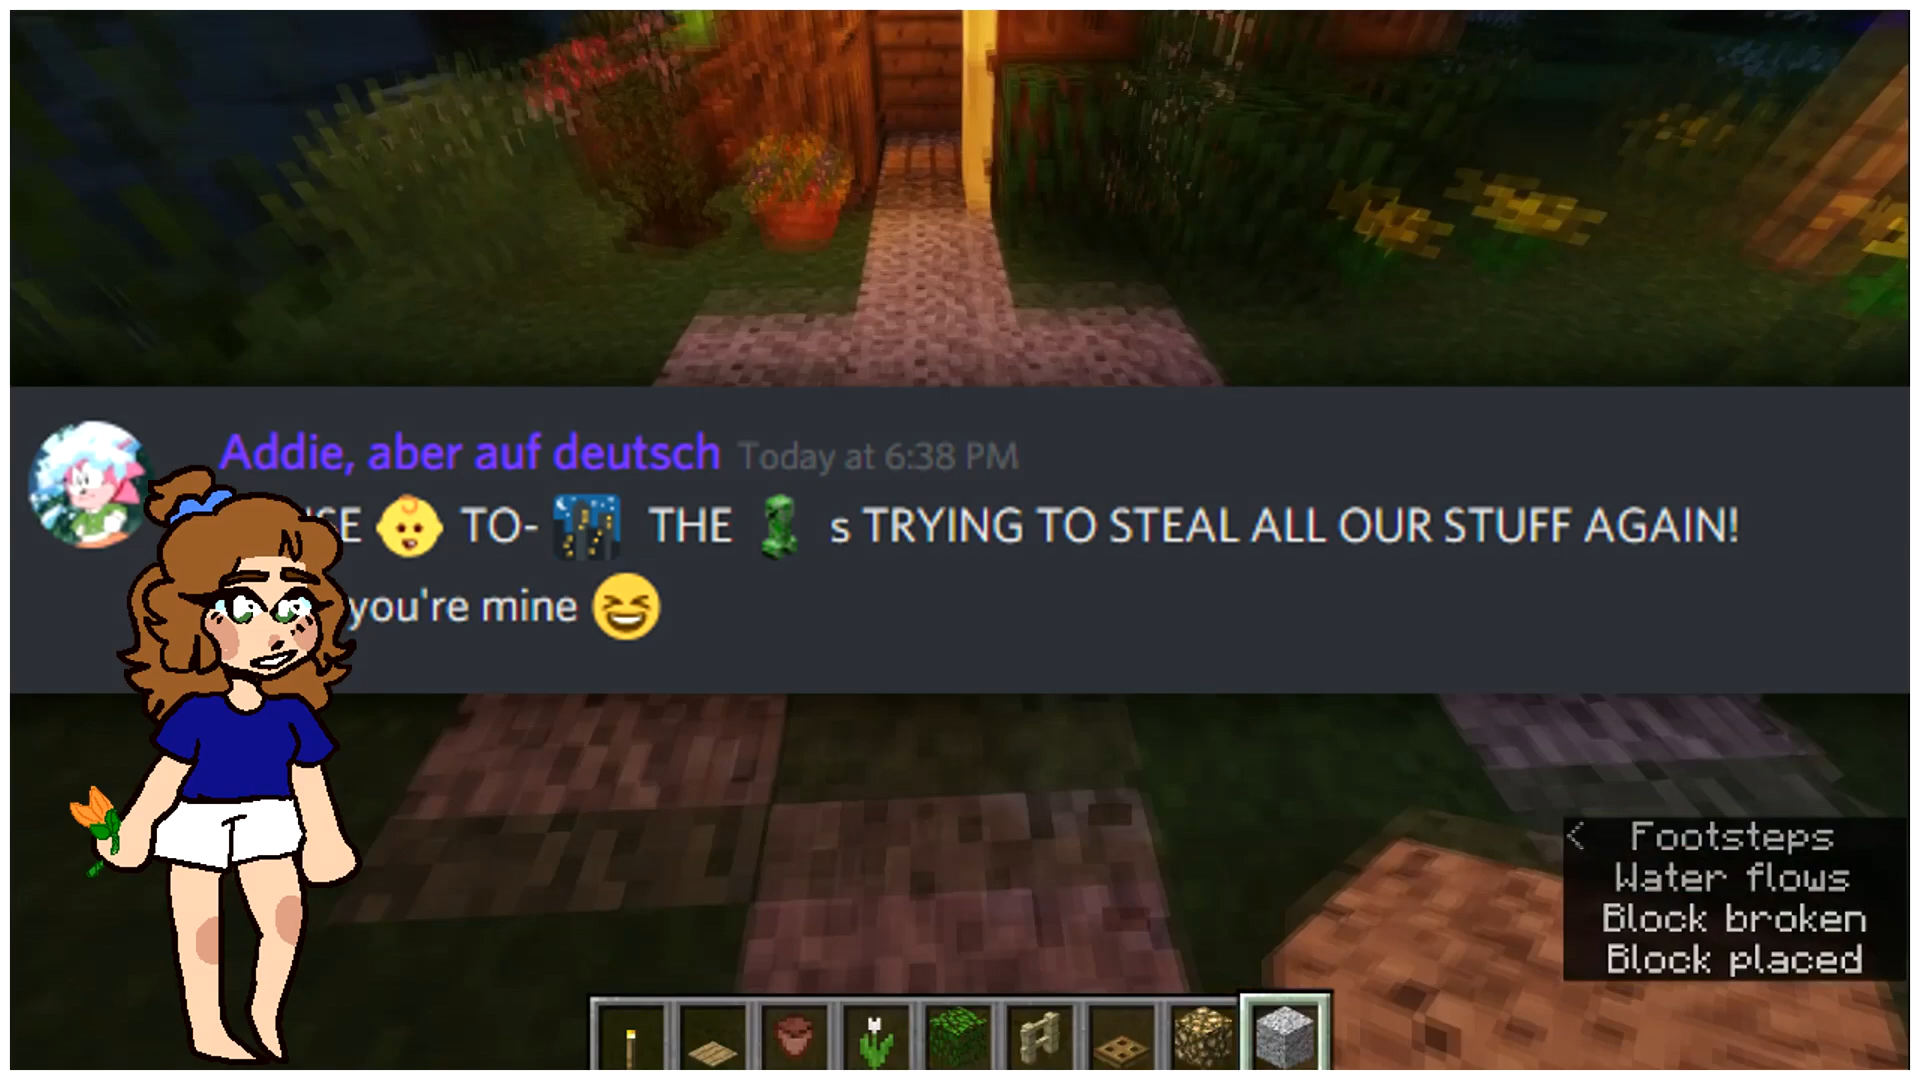 Addie, aber auf deutsch Today at 6:38 PM
👶 TO- 🌃 THE s TRYING TO STEAL ALL OUR STUFF AGAIN!
you're mine 😆
< Footsteps
Water flows
Block broken
Block placed